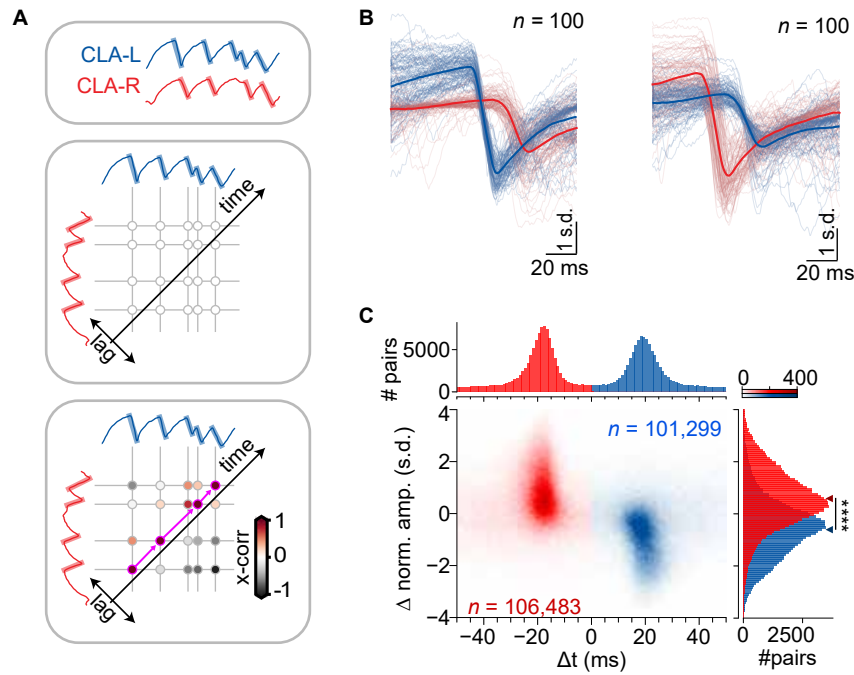 A
CLA-L
CLA-R
time
lag
time
lag
x-corr
1
0
-1
B
n = 100
1 s.d.
20 ms
n = 100
1 s.d.
20 ms
C
# pairs
5000
0
0 400
Δ norm. amp. (s.d.)
4
2
0
−2
−4
n = 101,299
n = 106,483
−40 −20 0 20 40
Δt (ms)
****
0 2500
#pairs